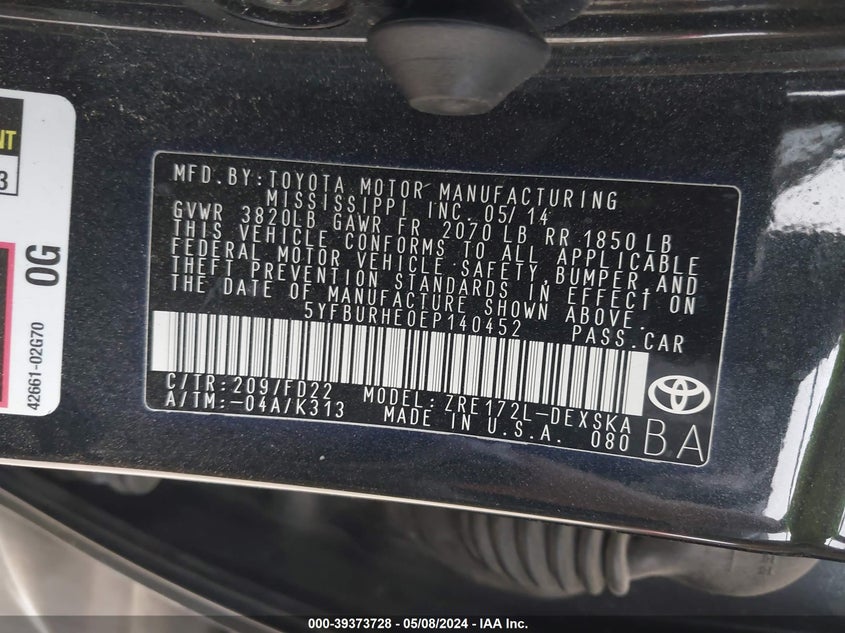 NT
3
0G
42661-02G70
MFD.BY:TOYOTA MOTOR MANUFACTURING
MISSISSIPPI INC. 05/14
GVWR 3820LB GAWR FR 2070 LB RR 1850 LB
THIS VEHICLE CONFORMS TO ALL APPLICABLE
FEDERAL MOTOR VEHICLE SAFETY, BUMPER, AND
THEFT PREVENTION STANDARDS IN EFFECT ON
THE DATE OF MANUFACTURE SHOWN ABOVE.
5YFBURHE0EP140452 PASS.CAR
C/TR:209/FD22 MODEL: ZRE172L-DEXSKA
A/TM:-04A/K313 MADE IN U.S.A. 080
BA
000-39373728 - 05/08/2024 - IAA Inc.